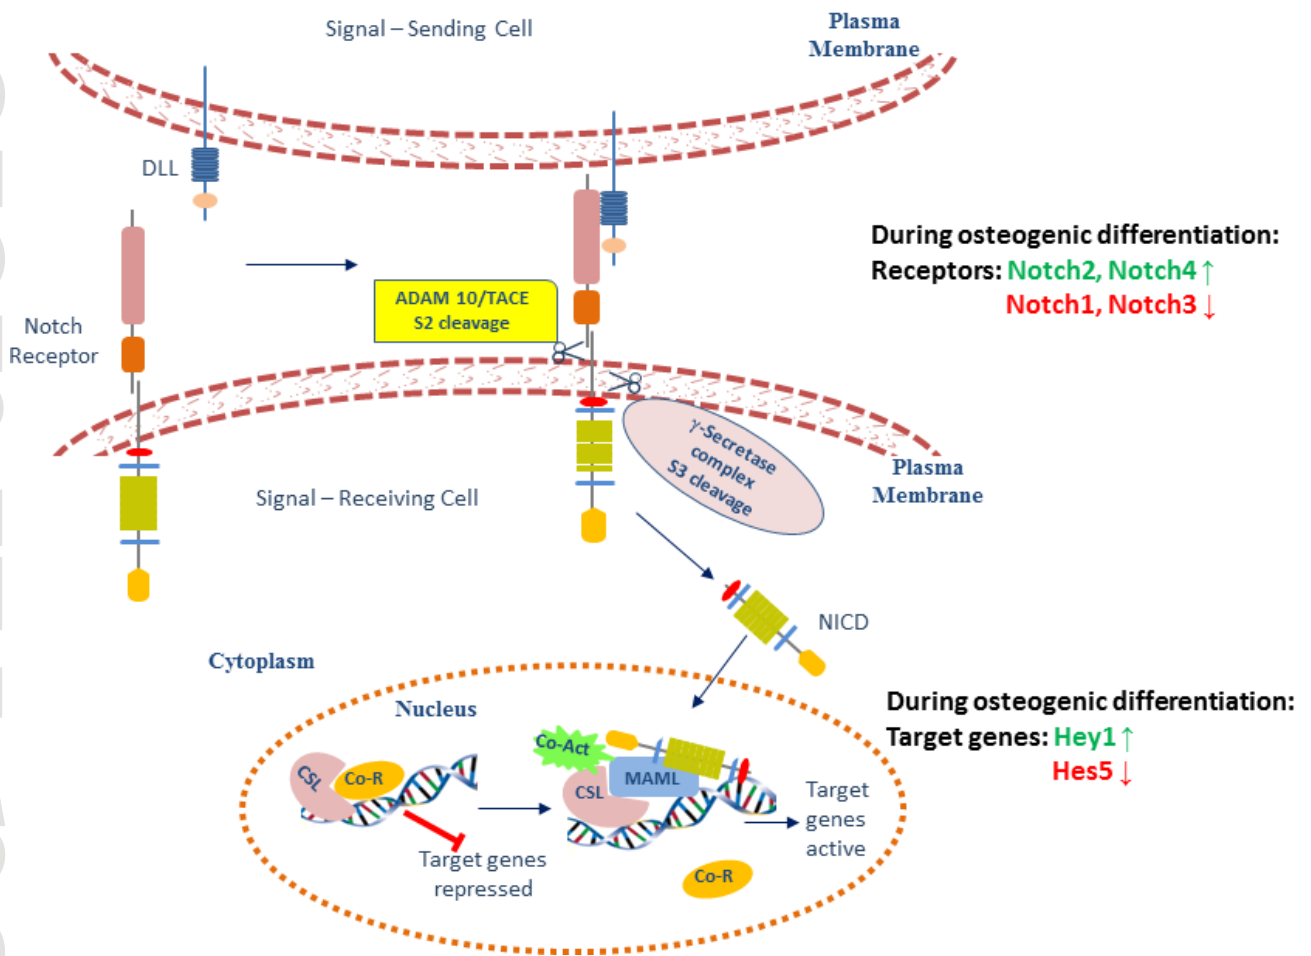 Signal – Sending Cell
Plasma
Membrane
DLL
During osteogenic differentiation:
Receptors: Notch2, Notch4 ↑
Notch1, Notch3 ↓
ADAM 10/TACE
S2 cleavage
Notch
Receptor
γ-Secretase
complex
S3 cleavage
Plasma
Membrane
Signal – Receiving Cell
NICD
Cytoplasm
Nucleus
During osteogenic differentiation:
Target genes: Hey1 ↑
Hes5 ↓
CSL
Co-R
Co-Act
MAML
CSL
Target
genes
active
Target genes
repressed
Co-R